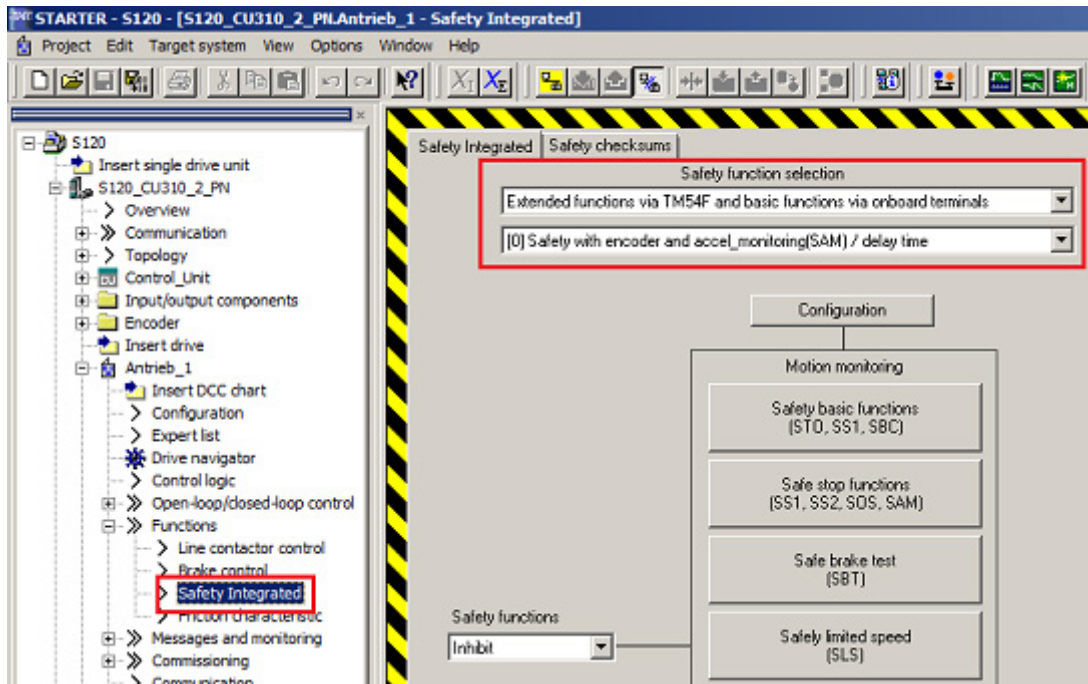 STARTER - S120 - [S120_CU310_2_PN.Antrieb_1 - Safety Integrated]
Project Edit Target system View Options Window Help
S120
Insert single drive unit
S120_CU310_2_PN
Overview
Communication
Topology
Control_Unit
Input/output components
Encoder
Insert drive
Antrieb_1
Insert DCC chart
Configuration
Expert list
Drive navigator
Control logic
Open-loop/closed-loop control
Functions
Line contactor control
Brake control
Safety Integrated
Friction characteristic
Messages and monitoring
Commissioning
Communication
Safety Integrated
Safety checksums
Safety function selection
Extended functions via TM54F and basic functions via onboard terminals
[0] Safety with encoder and accel_monitoring(SAM) / delay time
Configuration
Motion monitoring
Safety basic functions
(STO, SS1, SBC)
Safe stop functions
(SS1, SS2, SOS, SAM)
Safe brake test
(SBT)
Safety functions
Inhibit
Safely limited speed
(SLS)